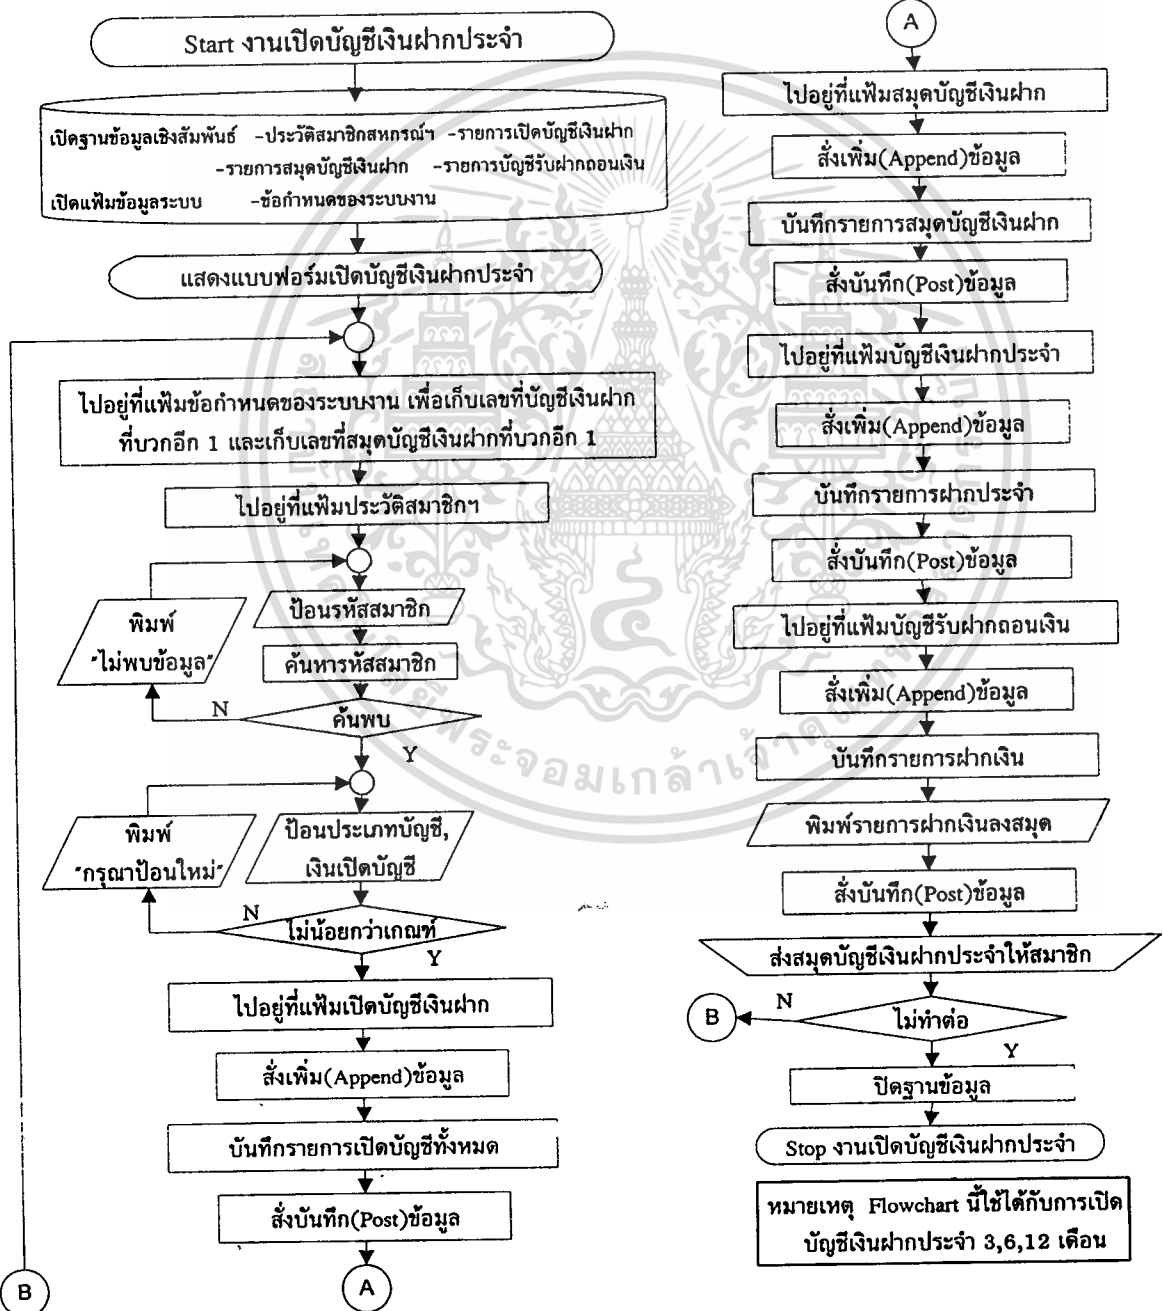 Start งานเปิดบัญชีเงินฝากประจำ
เปิดฐานข้อมูลเชิงสัมพันธ์ -ประวัติสมาชิกสหกรณ์ฯ -รายการเปิดบัญชีเงินฝาก
-รายการสมุดบัญชีเงินฝาก -รายการบัญชีรับฝากถอนเงิน
เปิดแฟ้มข้อมูลระบบ -ข้อกำหนดของระบบงาน
แสดงแบบฟอร์มเปิดบัญชีเงินฝากประจำ
ไปอยู่ที่แฟ้มข้อกำหนดของระบบงาน เพื่อเก็บเลขที่บัญชีเงินฝาก
ที่บวกอีก 1 และเก็บเลขที่สมุดบัญชีเงินฝากที่บวกอีก 1
ไปอยู่ที่แฟ้มประวัติสมาชิกฯ
ป้อนรหัสสมาชิก
พิมพ์
"ไม่พบข้อมูล"
ค้นหารหัสสมาชิก
N
ค้นพบ
Y
ป้อนประเภทบัญชี,
เงินเปิดบัญชี
พิมพ์
"กรุณาป้อนใหม่"
N
ไม่น้อยกว่าเกณฑ์
Y
ไปอยู่ที่แฟ้มเปิดบัญชีเงินฝาก
สั่งเพิ่ม(Append)ข้อมูล
บันทึกรายการเปิดบัญชีทั้งหมด
สั่งบันทึก(Post)ข้อมูล
A
B
A
ไปอยู่ที่แฟ้มสมุดบัญชีเงินฝาก
สั่งเพิ่ม(Append)ข้อมูล
บันทึกรายการสมุดบัญชีเงินฝาก
สั่งบันทึก(Post)ข้อมูล
ไปอยู่ที่แฟ้มบัญชีเงินฝากประจำ
สั่งเพิ่ม(Append)ข้อมูล
บันทึกรายการฝากประจำ
สั่งบันทึก(Post)ข้อมูล
ไปอยู่ที่แฟ้มบัญชีรับฝากถอนเงิน
สั่งเพิ่ม(Append)ข้อมูล
บันทึกรายการฝากเงิน
พิมพ์รายการฝากเงินลงสมุด
สั่งบันทึก(Post)ข้อมูล
ส่งสมุดบัญชีเงินฝากประจำให้สมาชิก
B
N
ไม่ทำต่อ
Y
ปิดฐานข้อมูล
Stop งานเปิดบัญชีเงินฝากประจำ
หมายเหตุ Flowchart นี้ใช้ได้กับการเปิด
บัญชีเงินฝากประจำ 3,6,12 เดือน